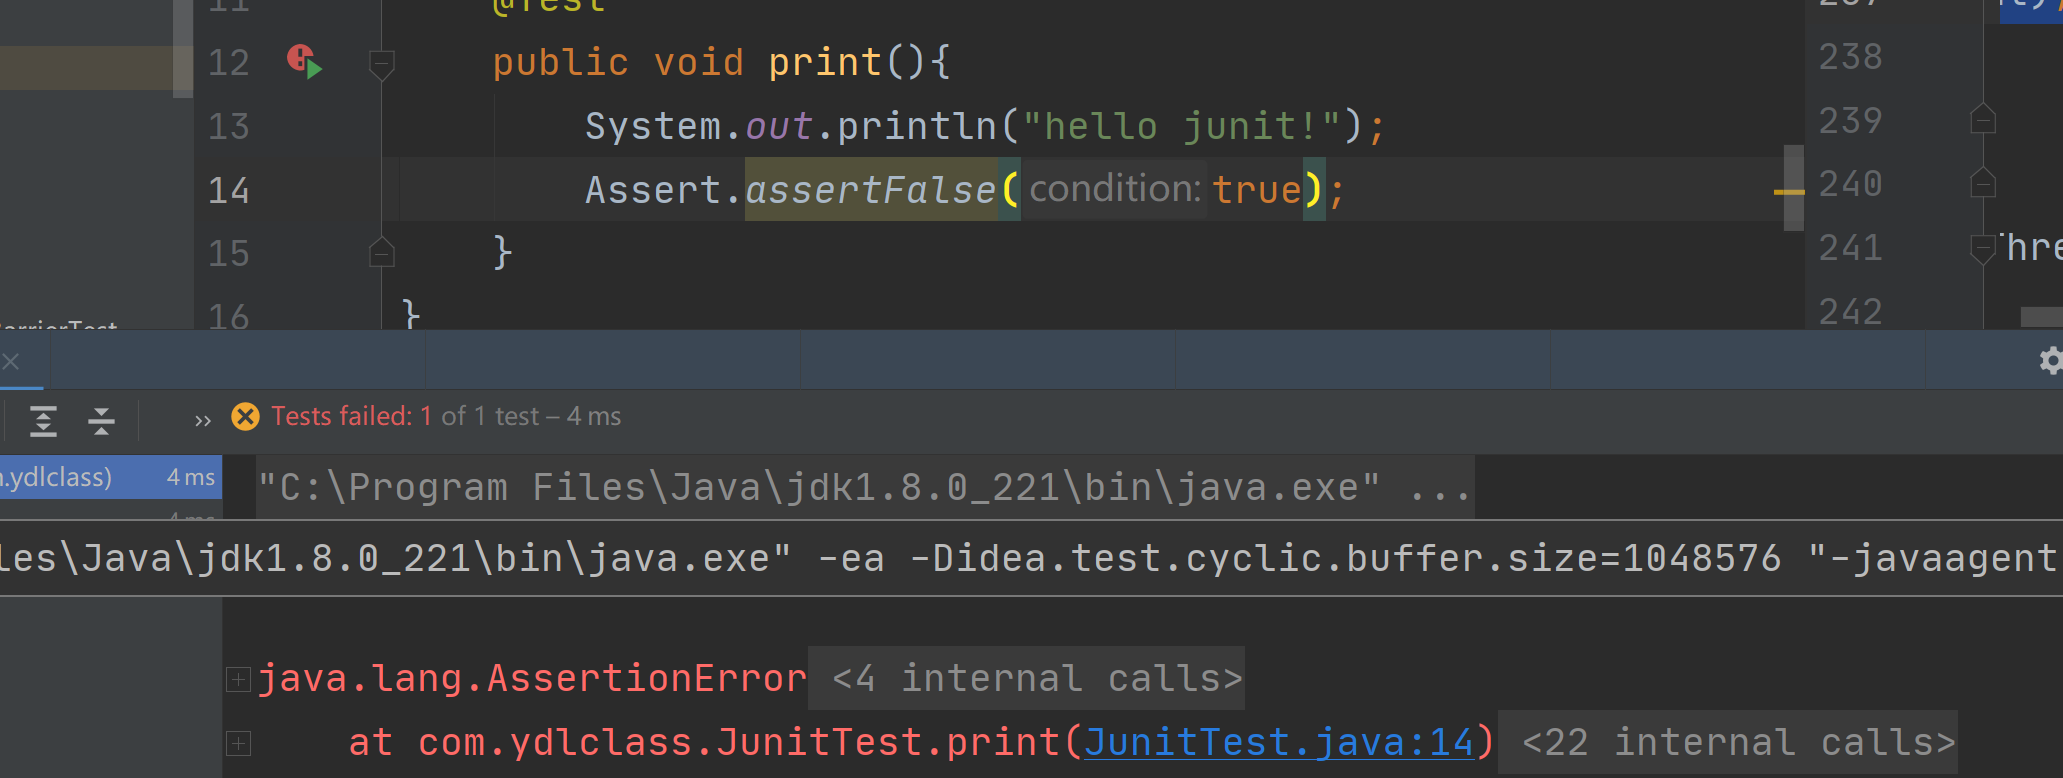 11 @Test
12 public void print(){
13 System.out.println("hello junit!");
14 Assert.assertFalse( condition: true);
15 }
16 }
238
239
240
241
242
Tests failed: 1 of 1 test – 4 ms
.ydlclass) 4 ms
"C:\Program Files\Java\jdk1.8.0_221\bin\java.exe" ...
les\Java\jdk1.8.0_221\bin\java.exe" -ea -Didea.test.cyclic.buffer.size=1048576 "-javaagent
java.lang.AssertionError <4 internal calls>
at com.ydlclass.JunitTest.print(JunitTest.java:14) <22 internal calls>